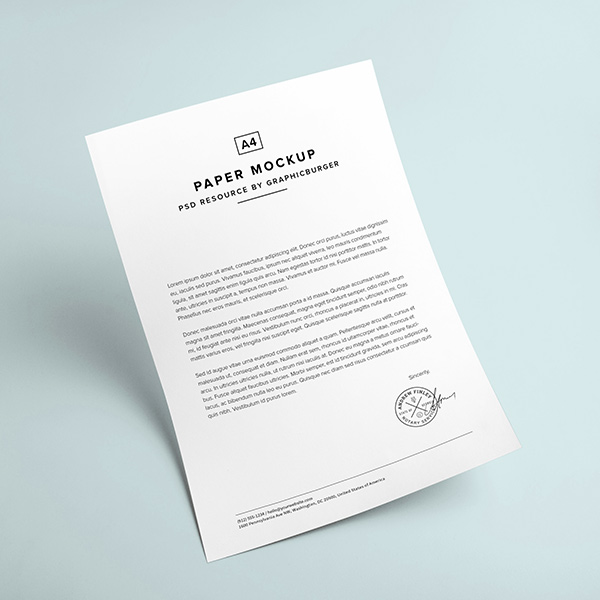 A4
PAPER MOCKUP
PSD RESOURCE BY GRAPHICBURGER
Lorem ipsum dolor sit amet, consectetur adipiscing elit. Donec orci purus, luctus vitae dignissim
eu, iaculis sed purus. Vivamus faucibus, ipsum nec aliquet viverra, leo mauris condimentum
ligula, sit amet sagittis enim ligula quis arcu. Nam egestas tortor id nisi porttitor mattis. In tortor
ante, ultricies in suscipit a, tempus non massa. Vivamus et auctor mi. Fusce vel massa nulla.
Phasellus nec eros mauris, et scelerisque orci.
Donec malesuada orci vitae nulla accumsan porta a id massa. Quisque accumsan iaculis
magna sit amet fringilla. Maecenas consequat, magna eget tincidunt semper, odio nibh rutrum
mi, id feugiat ante nisi eu risus. Vestibulum nunc orci, rhoncus a placerat in, ultricies in mi. Cras
mattis varius eros, vel fringilla nisi suscipit eget. Quisque scelerisque sagittis nulla at porttitor.
Sed id augue vitae urna euismod commodo aliquet a quam. Pellentesque arcu velit, cursus et
malesuada ut, consequat et diam. Nullam erat sem, rhoncus id ullamcorper vitae, rhoncus et
arcu. In ultricies ultricies nulla, ut rutrum nisi iaculis at. Donec eu magna a metus ornare fauci-
bus. Fusce aliquet faucibus ultricies. Morbi semper, est id tincidunt gravida, sem arcu adipiscing
lacus, ac bibendum nulla leo eu purus. Quisque nec diam sed risus consectetur a ccumsan quis
quin nibh. Vestibulum id purus lorem.
Sincerely,
ANDREW FINLEY
NOTARY SERVICE
(512) 555-1234 / hello@yourwebsite.com
1600 Pennsylvania Ave NW, Washington, DC 20500, United States of America